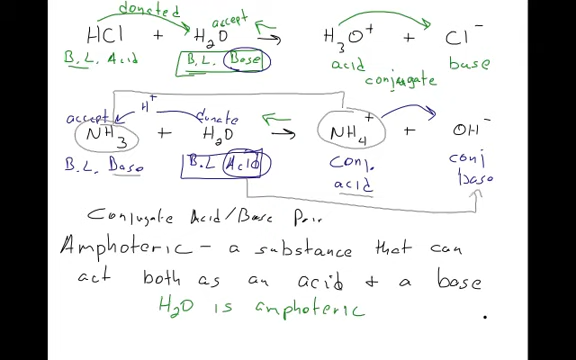 donated accept
HCl + H2O → H3O+ + Cl-
B.L. Acid B.L. Base acid conjugate base
accept H+ donate
NH3 + H2O → NH4+ + OH-
B.L. Base B.L Acid conj. acid conj base
Conjugate Acid/Base Pair
Amphoteric - a substance that can
act both as an acid + a base
H2O is amphoteric